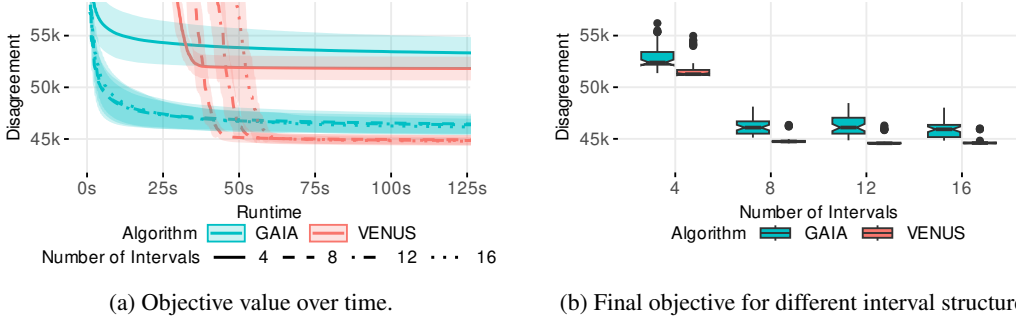 55k
50k
45k
Disagreement
0s 25s 50s 75s 100s 125s
Runtime
Algorithm GAIA VENUS
Number of Intervals 4 8 12 16
(a) Objective value over time.
55k
50k
45k
Disagreement
4 8 12 16
Number of Intervals
Algorithm GAIA VENUS
(b) Final objective for different interval structure